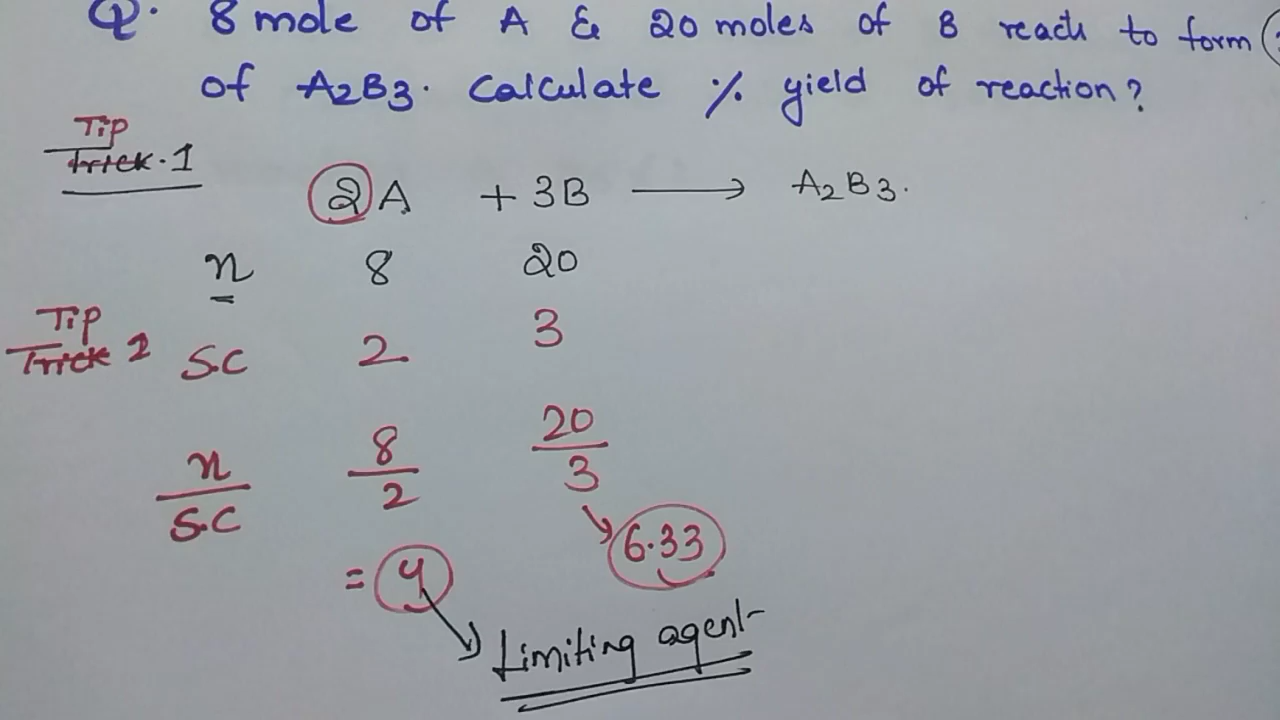 Q. 8 mole of A & 20 moles of B reach to form
of A2B3. Calculate % yield of reaction?
Tip
Trick.1
2A + 3B → A2B3.
n 8 20
Tip
Trick 2
S.C 2 3
n/S.C 8/2 20/3
= 4 6.33
Limiting agent